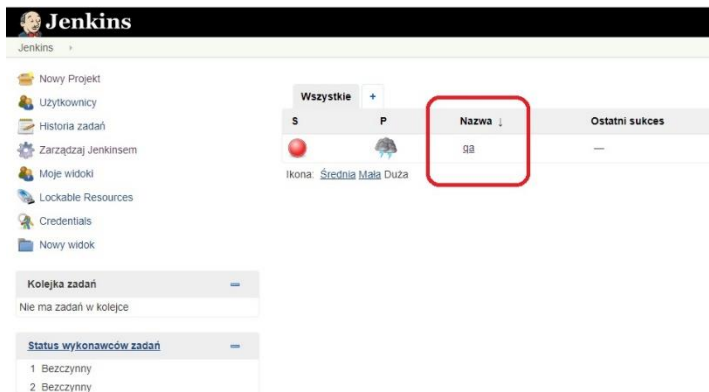 Jenkins
Jenkins
Nowy Projekt
Użytkownicy
Historia zadań
Zarządzaj Jenkinsem
Moje widoki
Lockable Resources
Credentials
Nowy widok
Kolejka zadań
Nie ma zadań w kolejce
Status wykonawców zadań
1 Bezczynny
2 Bezczynny
Wszystkie +
S P Nazwa ↓ Ostatni sukces
qa —
Ikona: Średnia Mała Duża